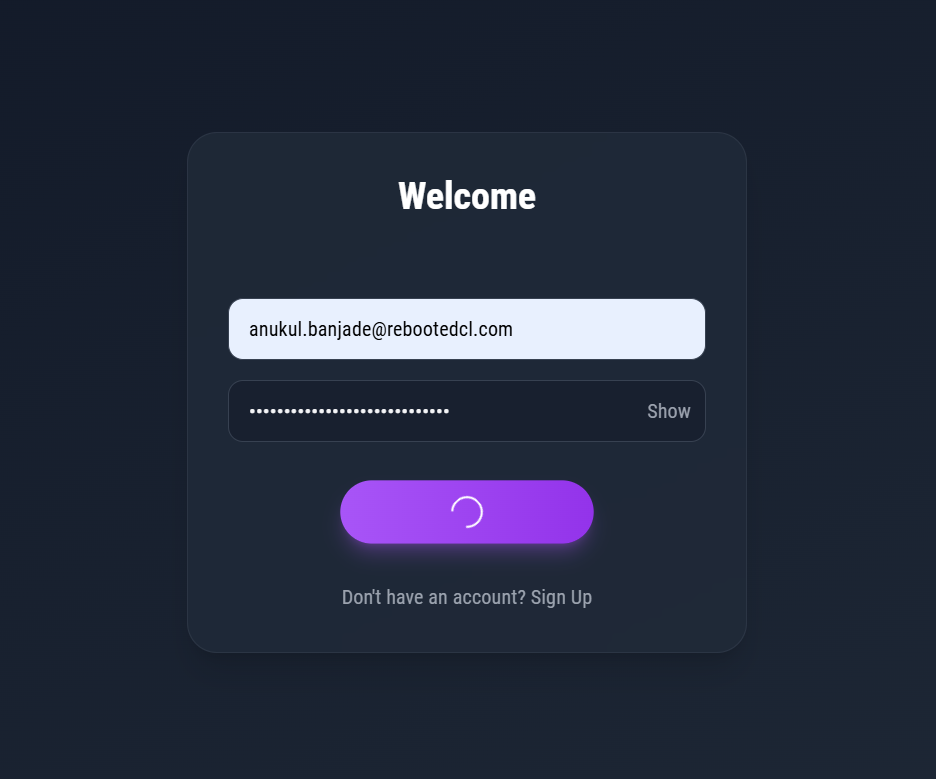 Welcome
anukul.banjade@rebootedcl.com
•••••••••••••••••••••••••••••
Show
Don't have an account? Sign Up